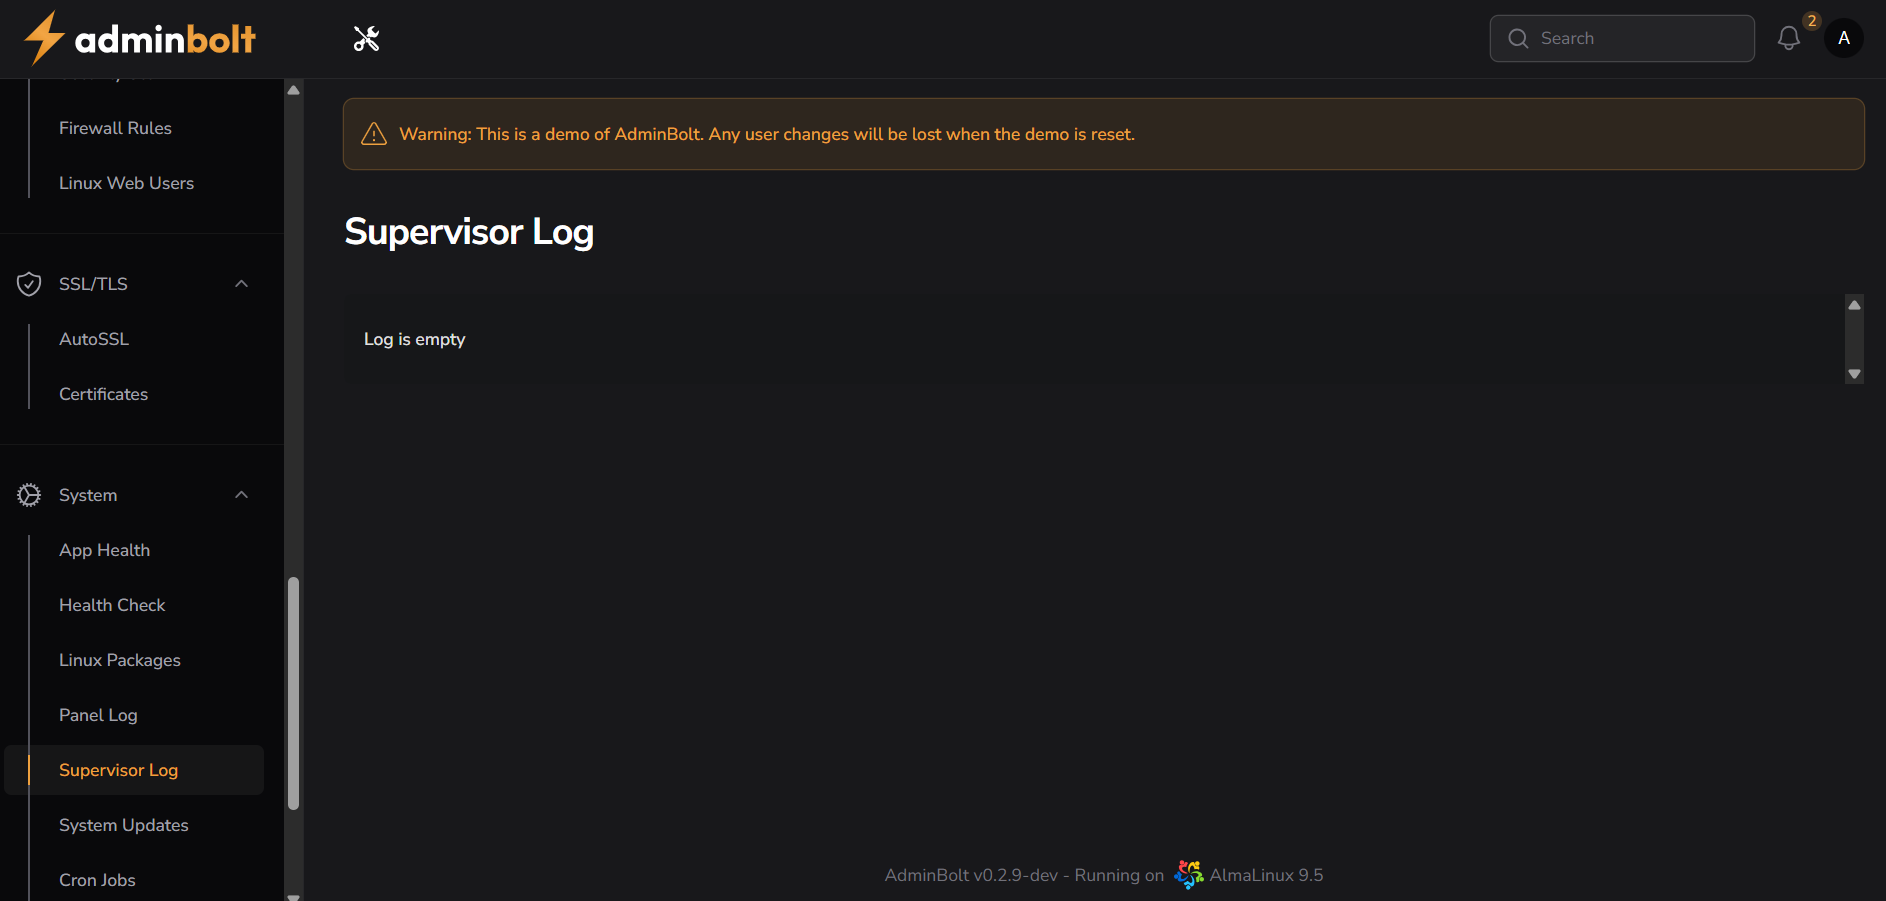 adminbolt
Search
2
A
Firewall Rules
Linux Web Users
SSL/TLS
AutoSSL
Certificates
System
App Health
Health Check
Linux Packages
Panel Log
Supervisor Log
System Updates
Cron Jobs
Warning: This is a demo of AdminBolt. Any user changes will be lost when the demo is reset.
Supervisor Log
Log is empty
AdminBolt v0.2.9-dev - Running on AlmaLinux 9.5